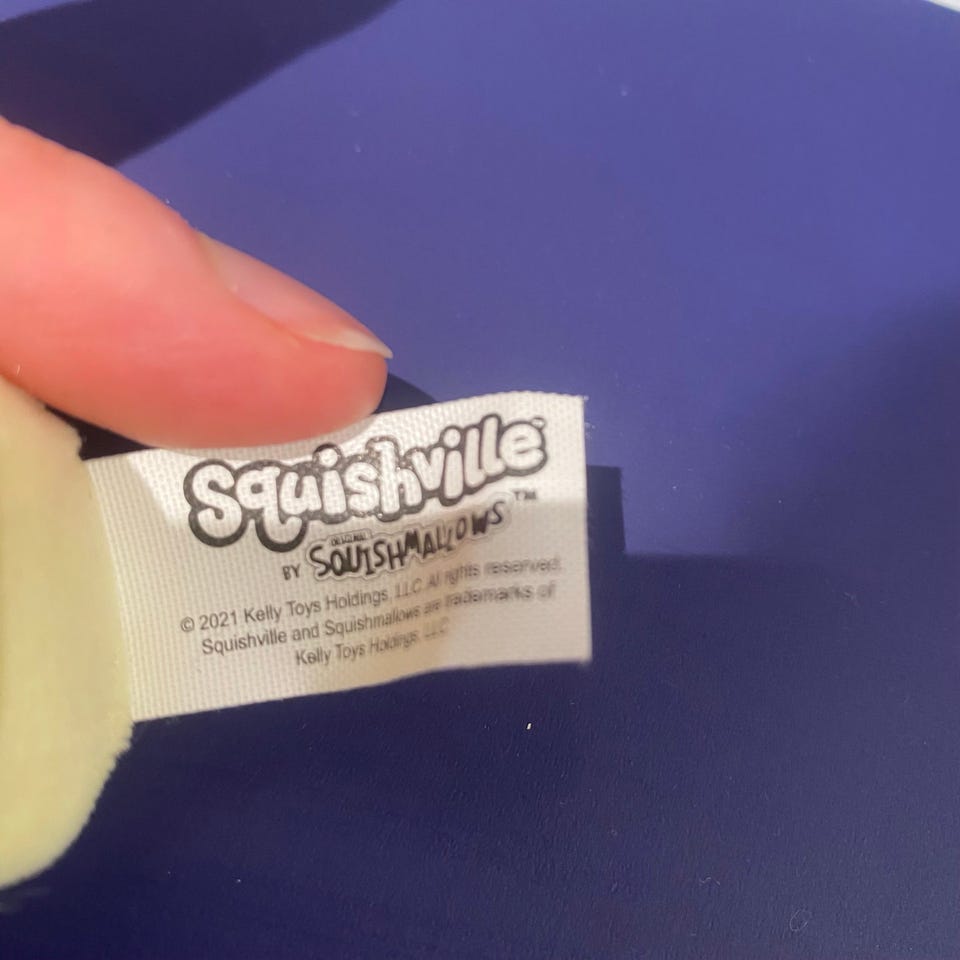 Squishville™
BY ORIGINAL SQUISHMALLOWS™
© 2021 Kelly Toys Holdings, LLC All rights reserved.
Squishville and Squishmallows are trademarks of
Kelly Toys Holdings, LLC